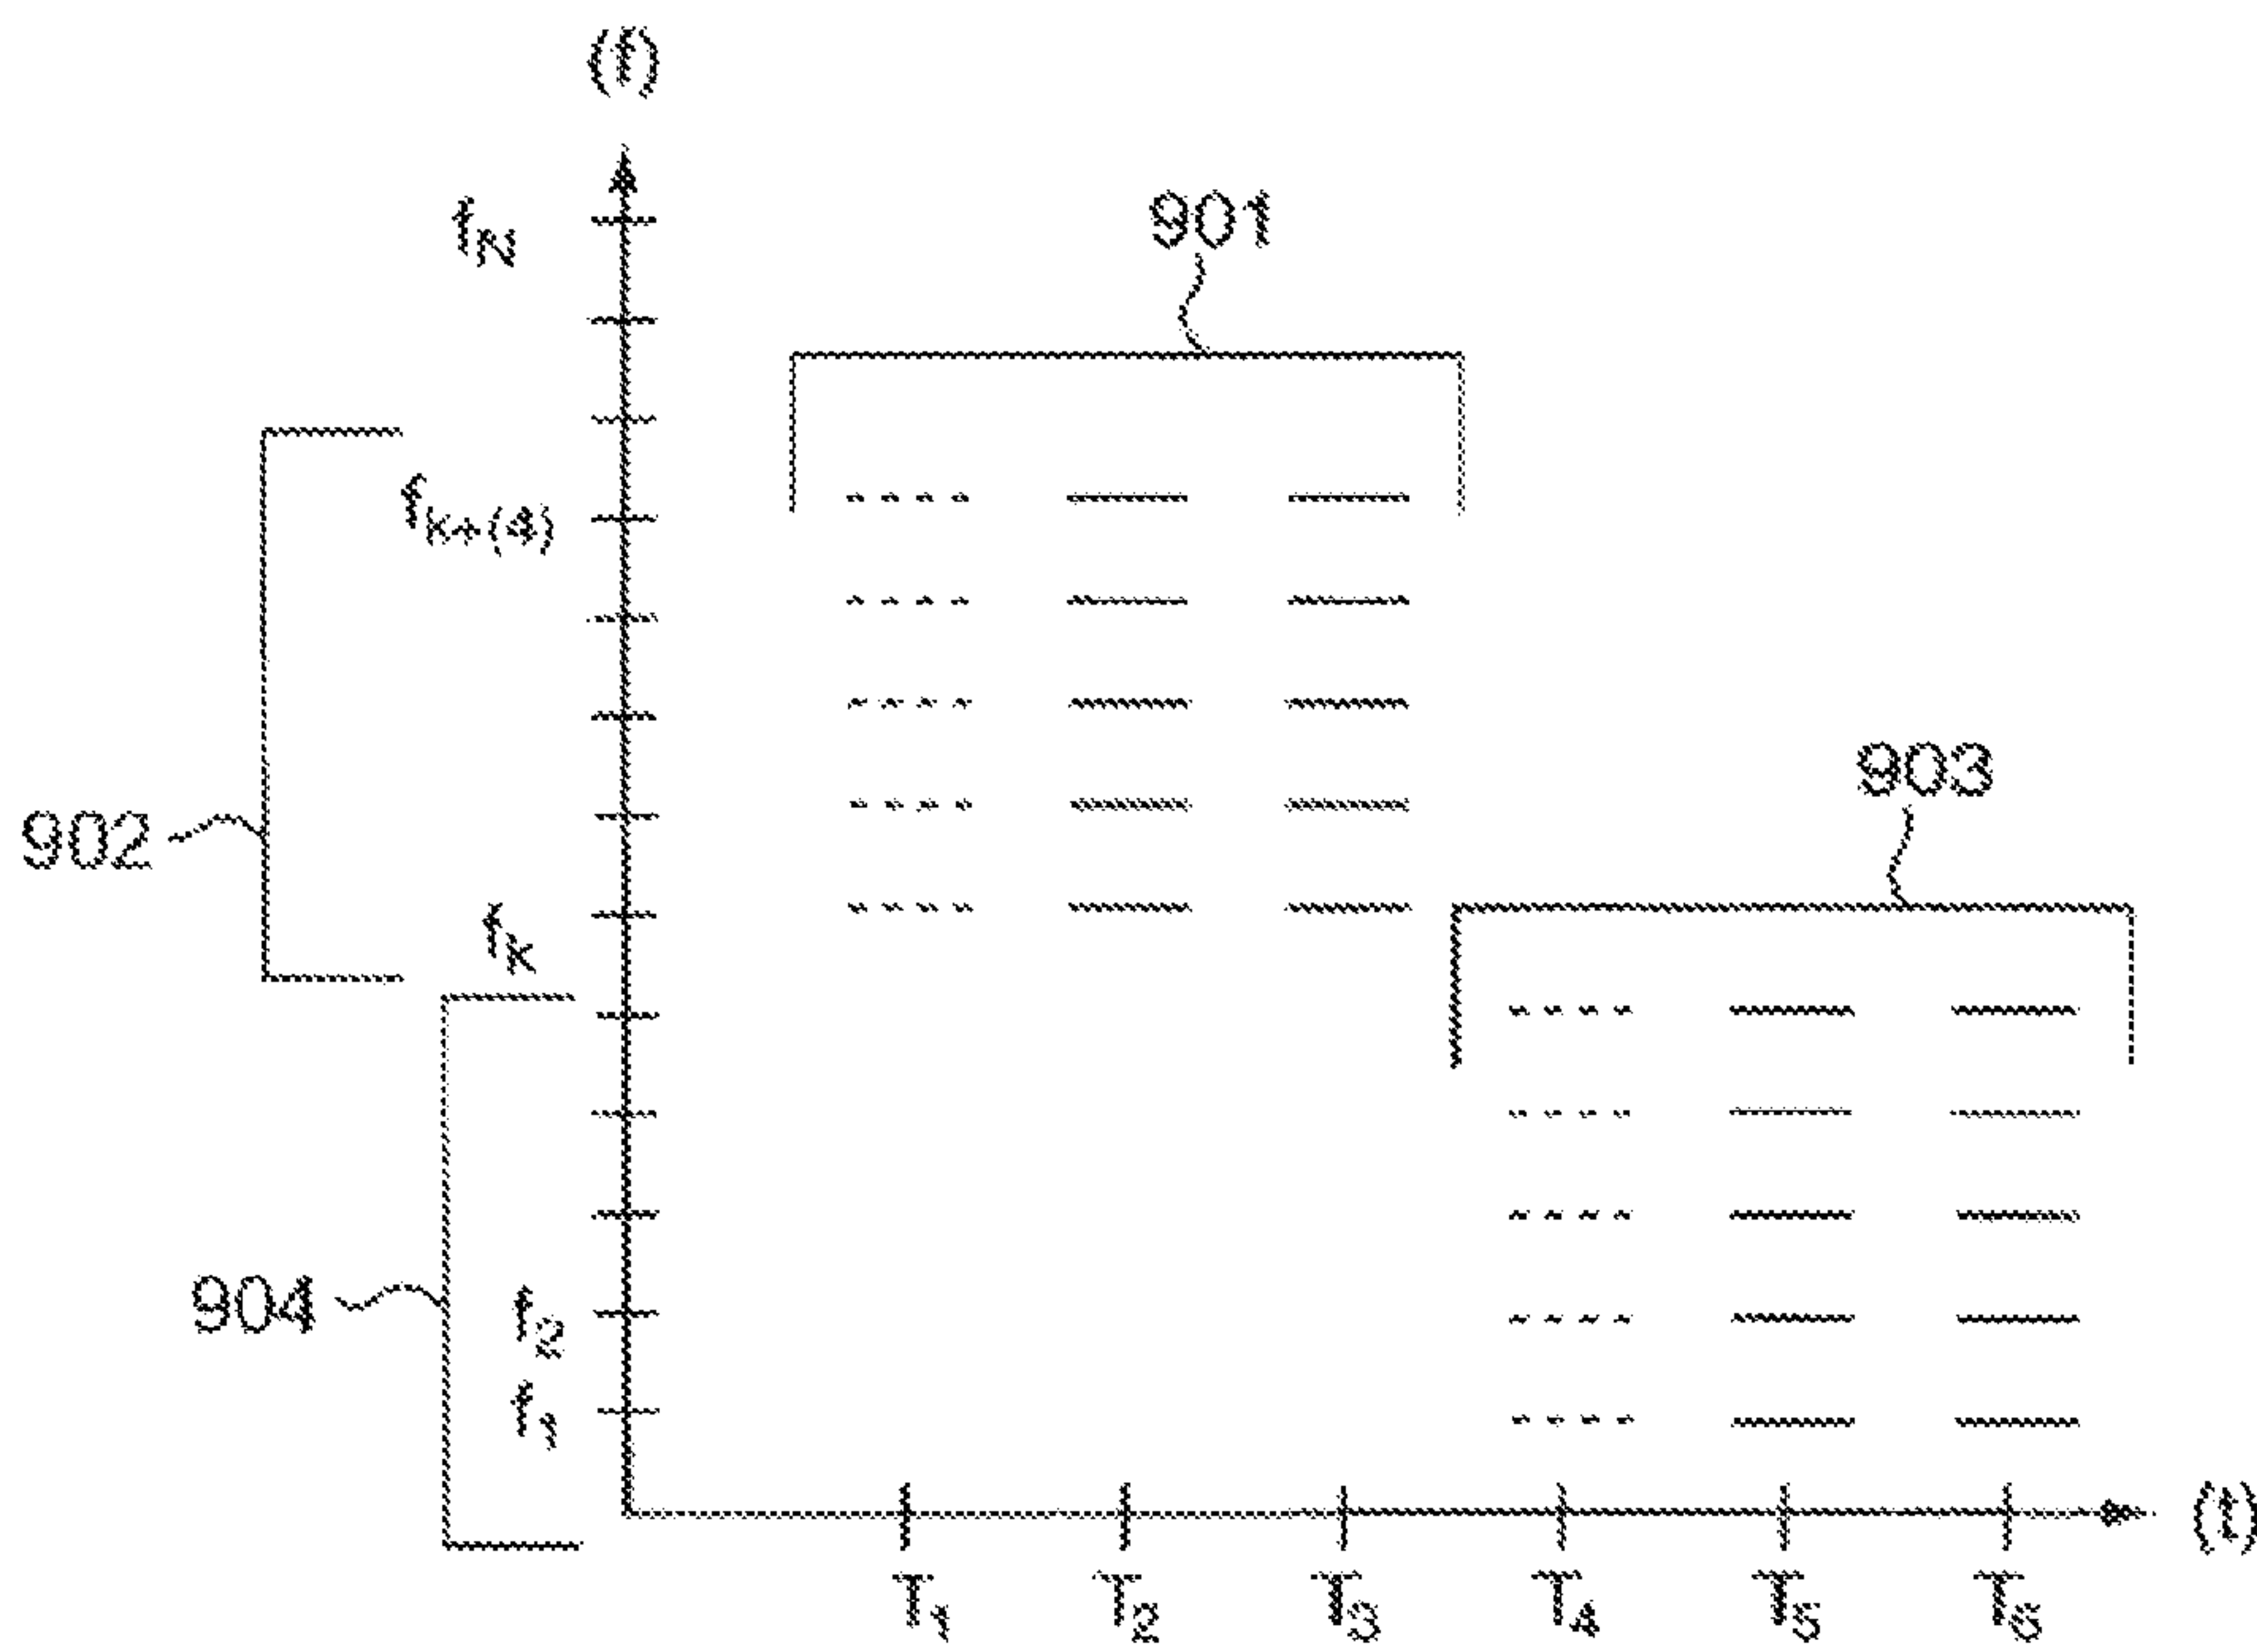 (f)
f_N
901
f_k+(4)
903
902
f_k
904
f_2
f_1
(t)
T_1 T_2 T_3 T_4 T_5 T_6